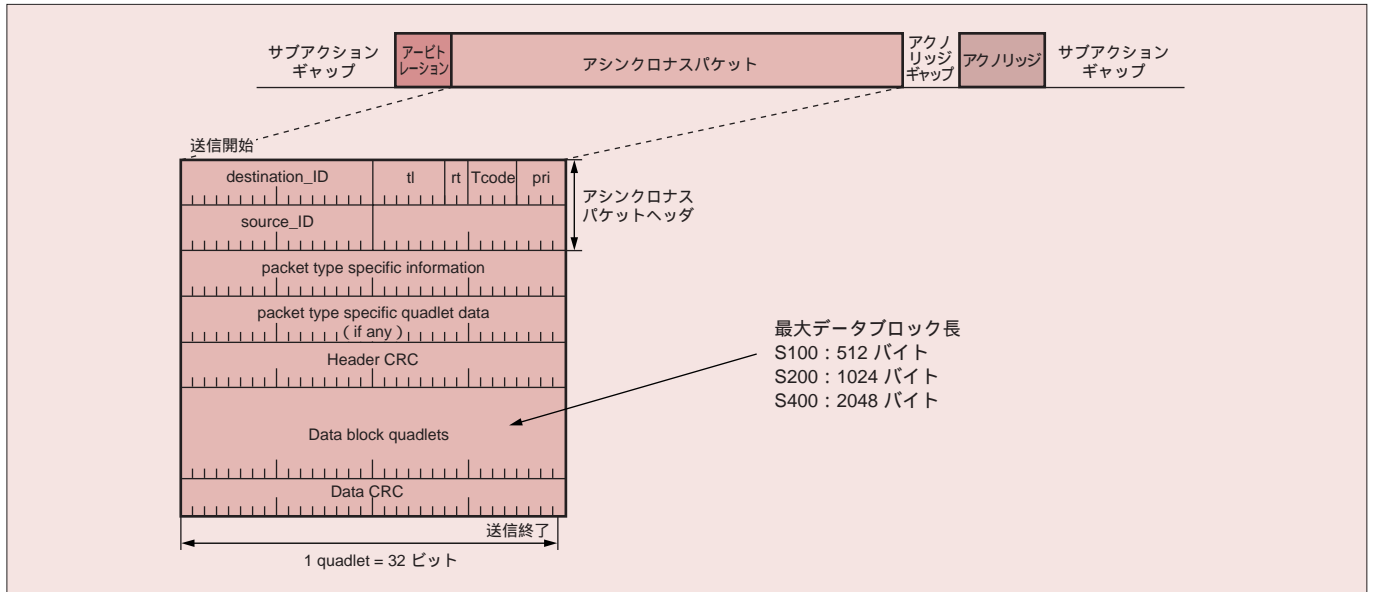 サブアクション
ギャップ
アービト
レーション
アシンクロナスパケット
アクノ
リッジ
ギャップ
アクノリッジ
サブアクション
ギャップ
送信開始
destination_ID
tl
rt
Tcode
pri
source_ID
アシンクロナス
パケットヘッダ
packet type specific information
packet type specific quadlet data
( if any )
Header CRC
最大データブロック長
S100:512 バイト
S200:1024 バイト
S400:2048 バイト
Data block quadlets
Data CRC
送信終了
1 quadlet = 32 ビット